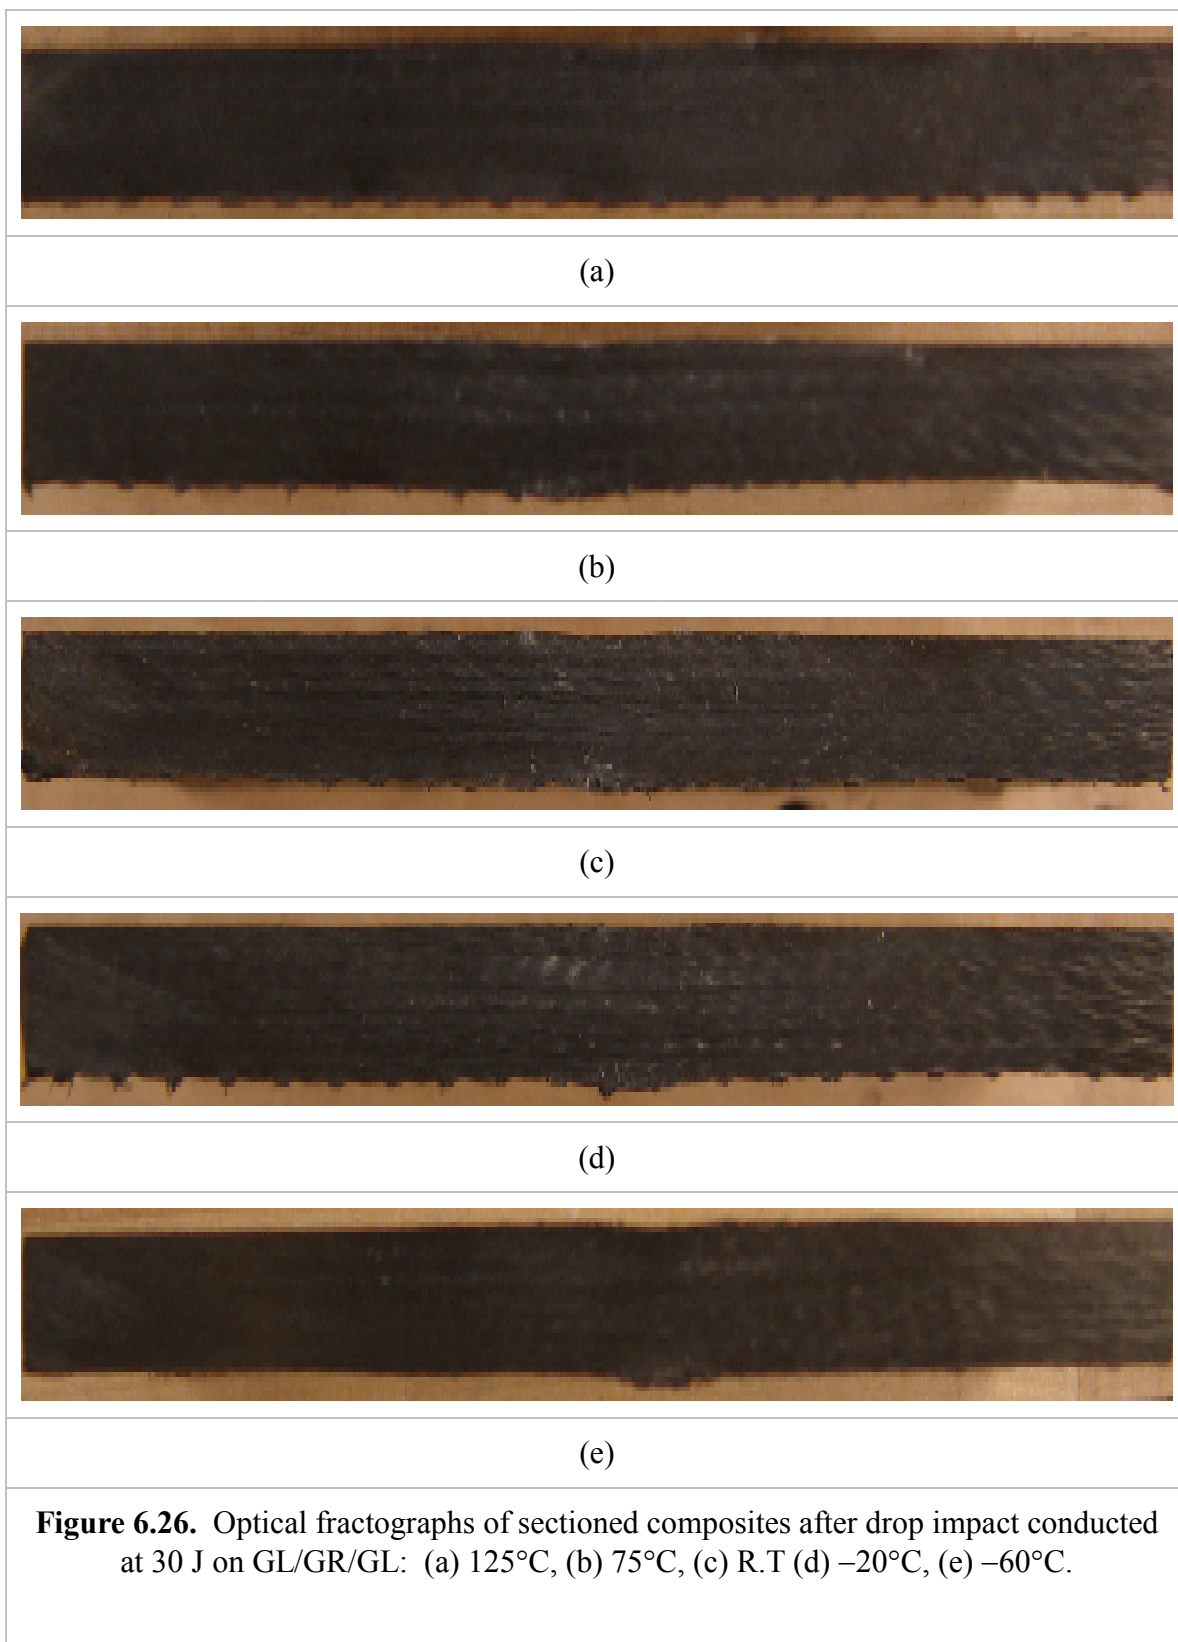 (a)
(b)
(c)
(d)
(e)
Figure 6.26. Optical fractographs of sectioned composites after drop impact conducted
at 30 J on GL/GR/GL: (a) 125°C, (b) 75°C, (c) R.T (d) −20°C, (e) −60°C.